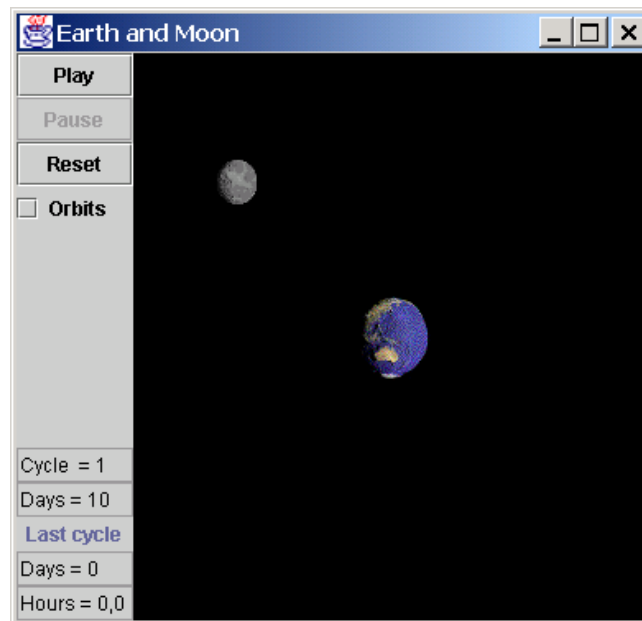 Earth and Moon
Play
Pause
Reset
Orbits
Cycle = 1
Days = 10
Last cycle
Days = 0
Hours = 0,0